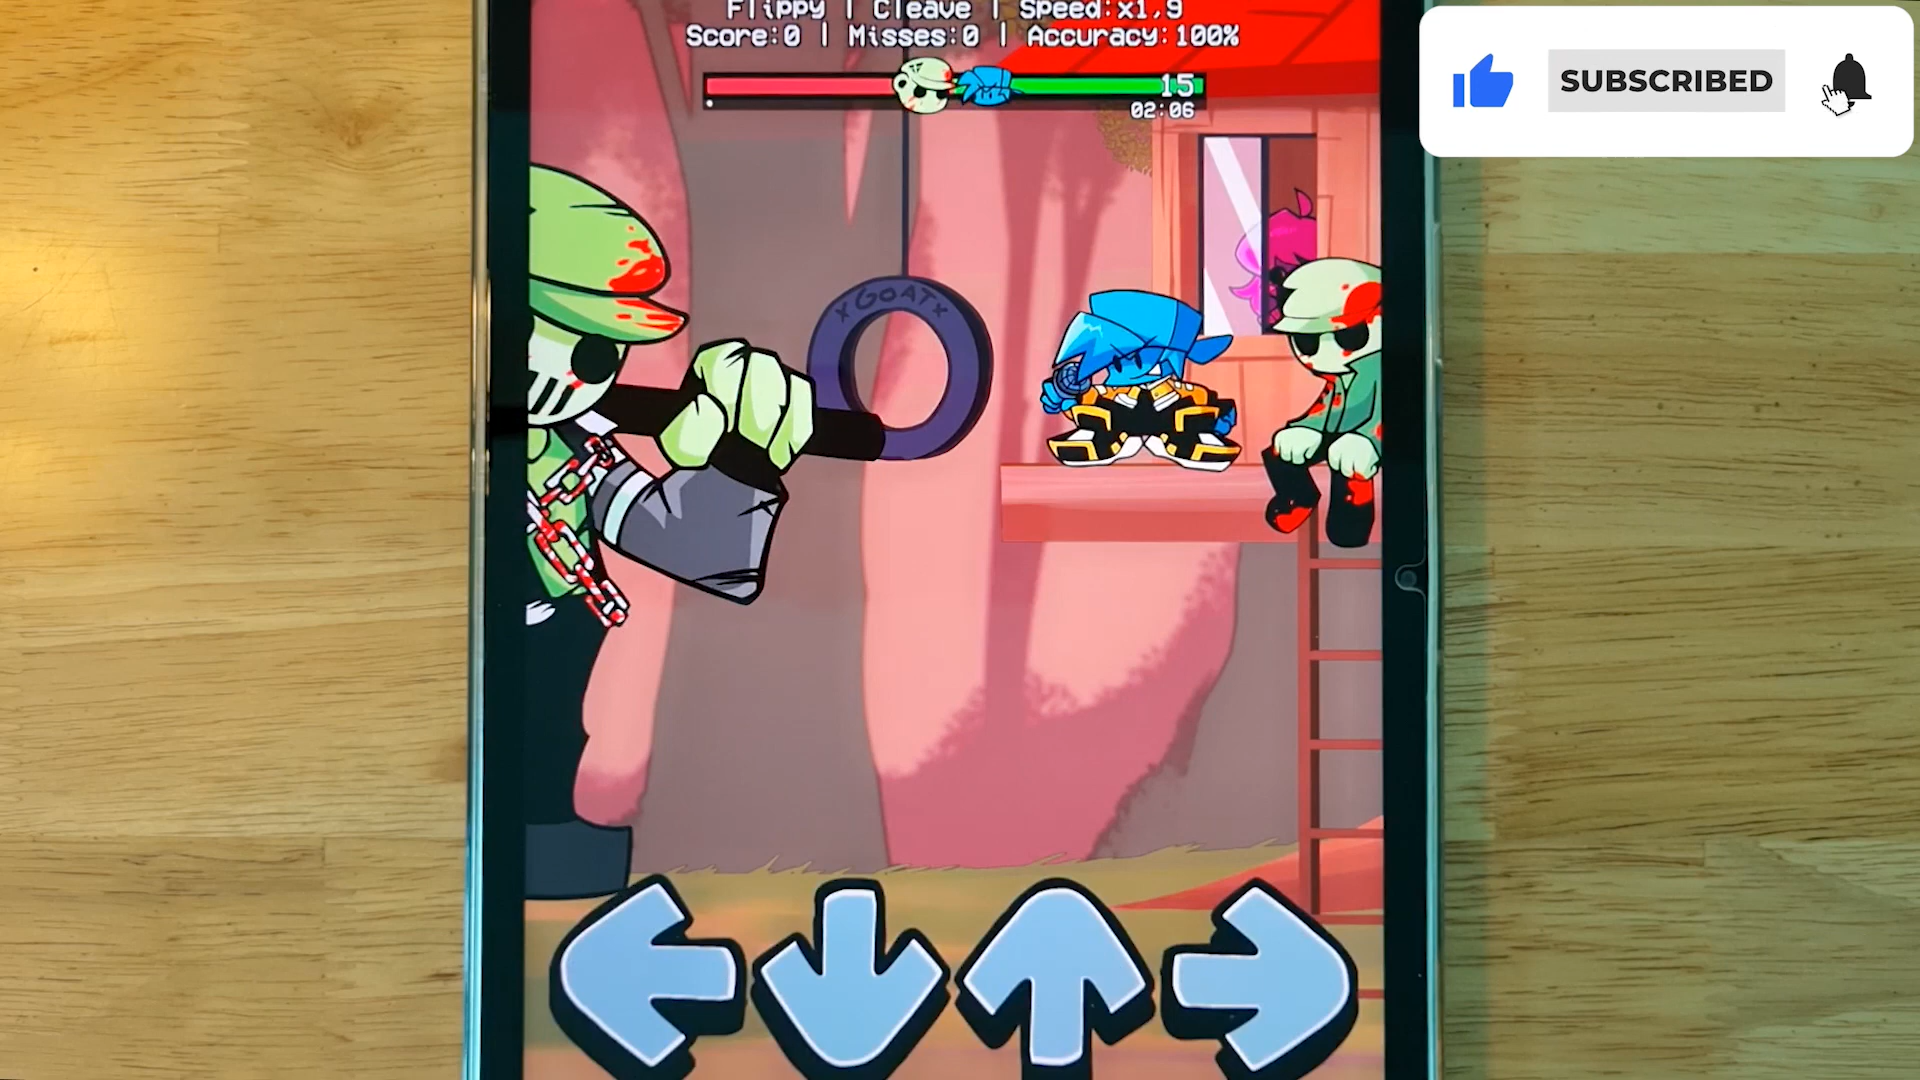 Flippy | Cleave | Speed:x1,9
Score:0 | Misses:0 | Accuracy:100%
15
02:06
SUBSCRIBED
xGOATx